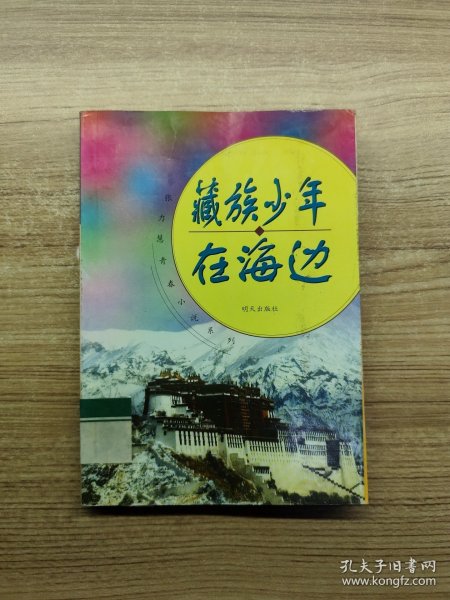 藏族少年
在海边
明天出版社
张力慧青春小说系列
孔夫子旧书网
www.kongfz.com